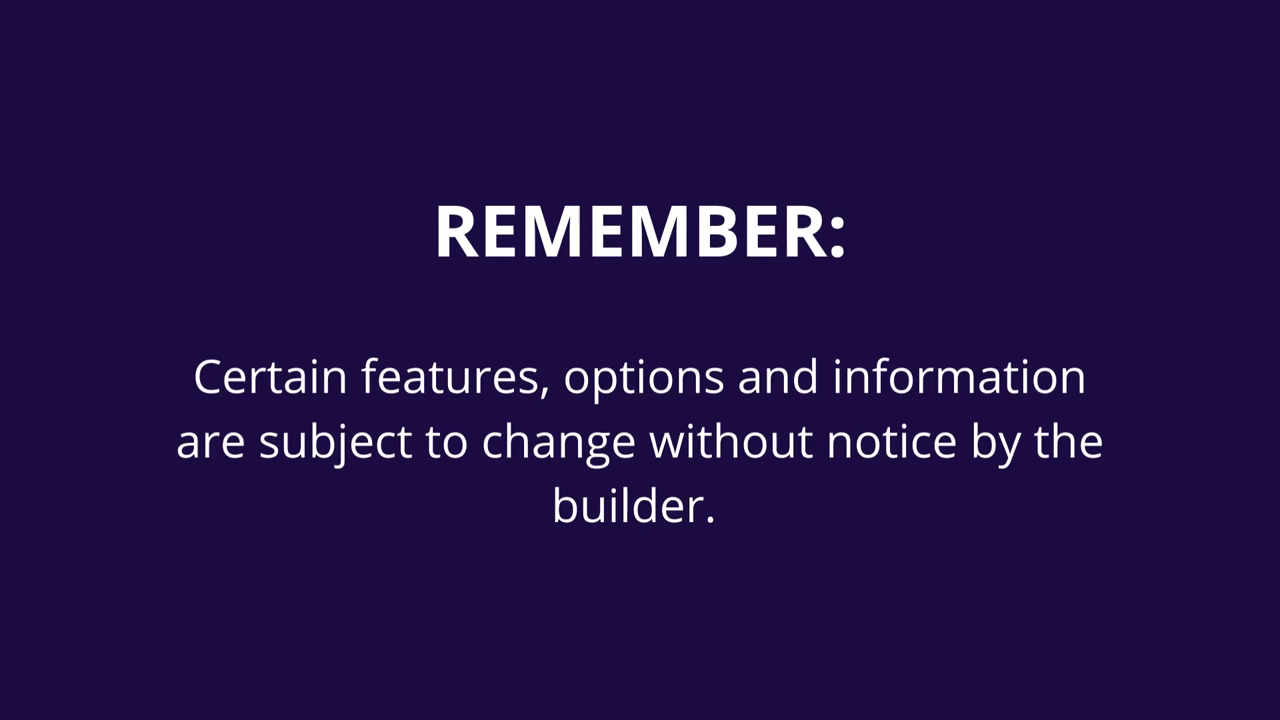 REMEMBER:
Certain features, options and information
are subject to change without notice by the
builder.